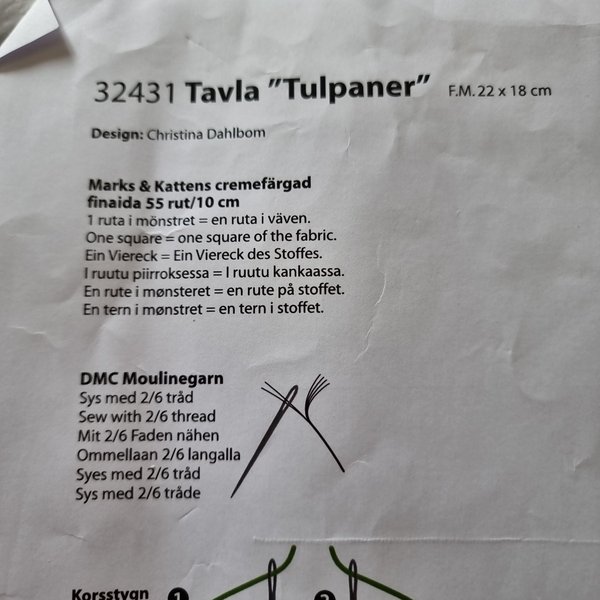 32431 Tavla ”Tulpaner” F.M. 22 x 18 cm
Design: Christina Dahlbom
Marks & Kattens cremefärgad
finaida 55 rut/10 cm
1 ruta i mönstret = en ruta i väven.
One square = one square of the fabric.
Ein Viereck = Ein Viereck des Stoffes.
I ruutu piirroksessa = I ruutu kankaassa.
En rute i mønsteret = en rute på stoffet.
En tern i mønstret = en tern i stoffet.
DMC Moulinegarn
Sys med 2/6 tråd
Sew with 2/6 thread
Mit 2/6 Faden nähen
Ommellaan 2/6 langalla
Syes med 2/6 tråd
Sys med 2/6 tråde
Korsstygn 1 2